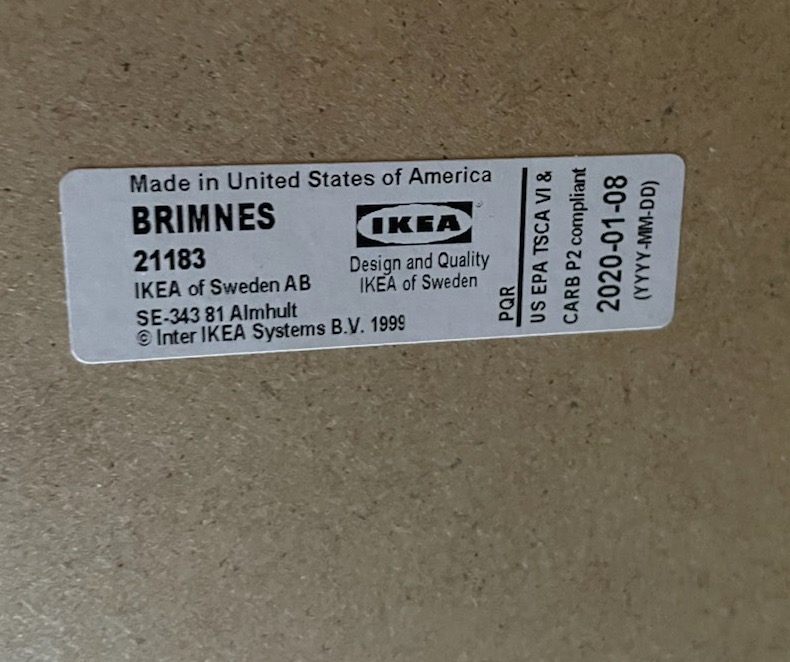 Made in United States of America
BRIMNES
21183
IKEA of Sweden AB
SE-343 81 Almhult
© Inter IKEA Systems B.V. 1999
IKEA
Design and Quality
IKEA of Sweden
PQR
US EPA TSCA VI &
CARB P2 compliant
2020-01-08
(YYYY-MM-DD)